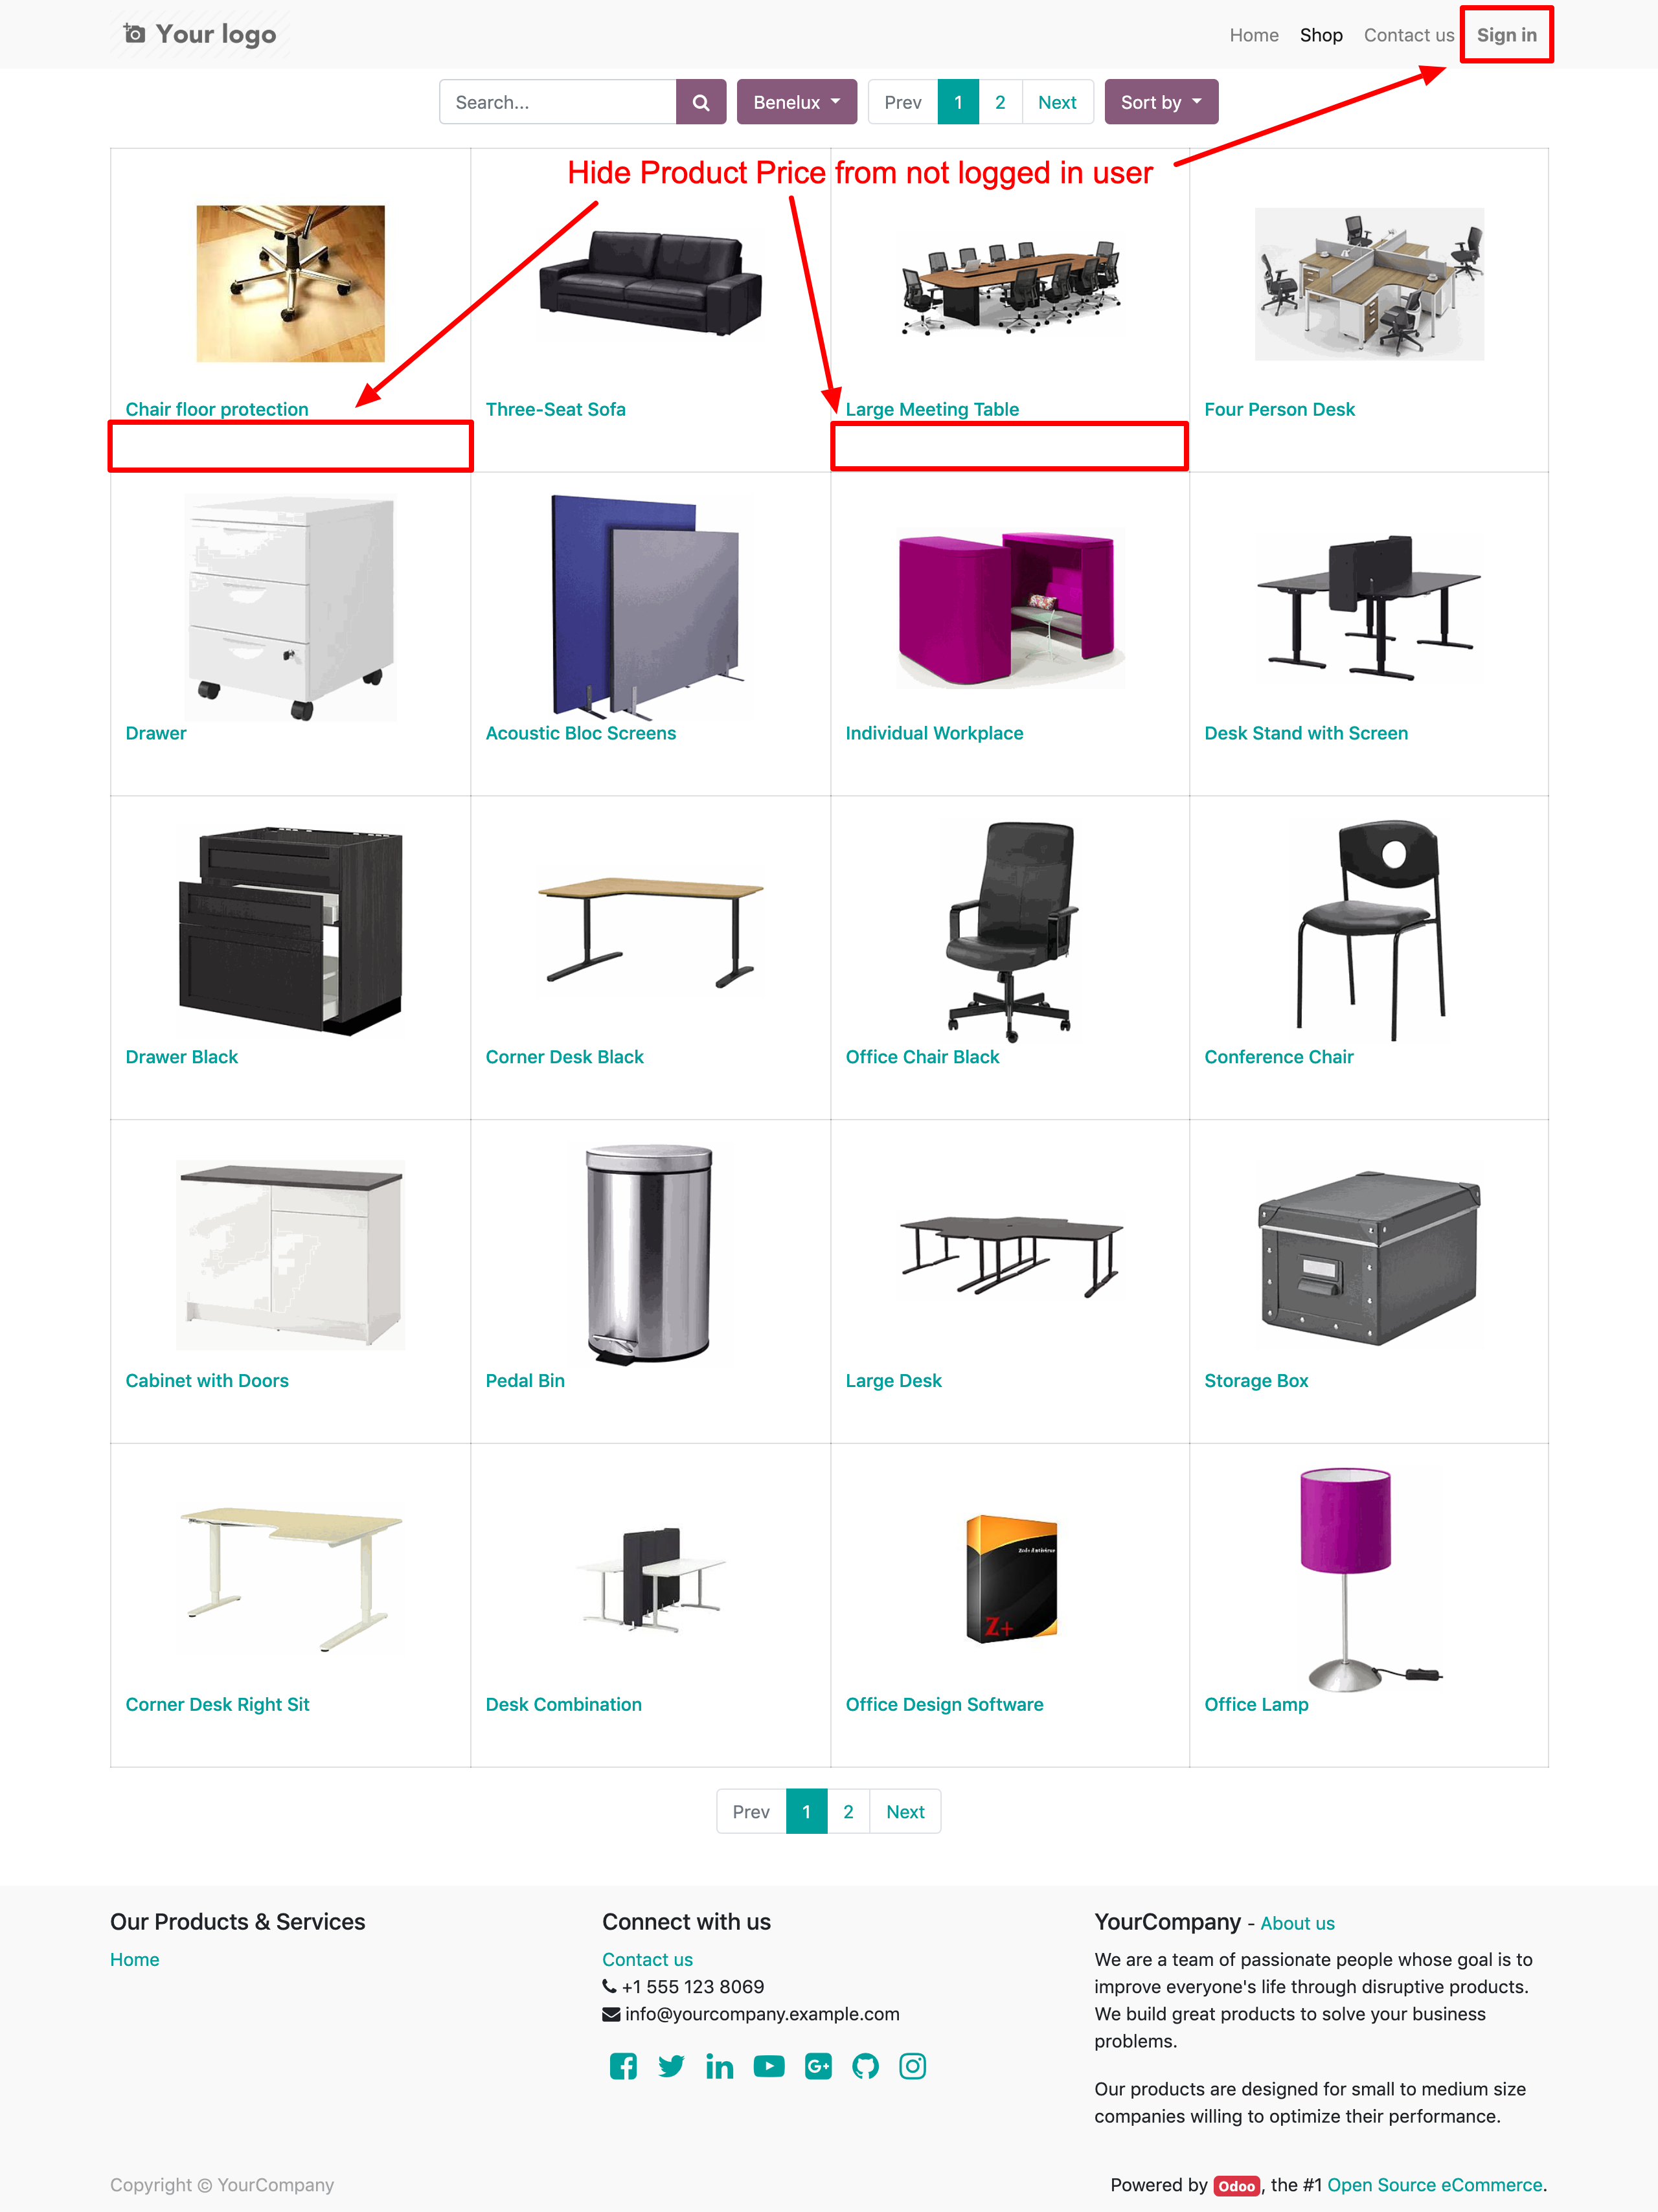 Your logo
Home Shop Contact us Sign in
Search... Benelux Prev 1 2 Next Sort by
Hide Product Price from not logged in user
Chair floor protection Three-Seat Sofa Large Meeting Table Four Person Desk
Drawer Acoustic Bloc Screens Individual Workplace Desk Stand with Screen
Drawer Black Corner Desk Black Office Chair Black Conference Chair
Cabinet with Doors Pedal Bin Large Desk Storage Box
Z+
Corner Desk Right Sit Desk Combination Office Design Software Office Lamp
Prev 1 2 Next
Our Products & Services
Home
Connect with us
Contact us
+1 555 123 8069
info@yourcompany.example.com
YourCompany - About us
We are a team of passionate people whose goal is to
improve everyone's life through disruptive products.
We build great products to solve your business
problems.
Our products are designed for small to medium size
companies willing to optimize their performance.
Copyright © YourCompany
Powered by Odoo, the #1 Open Source eCommerce.